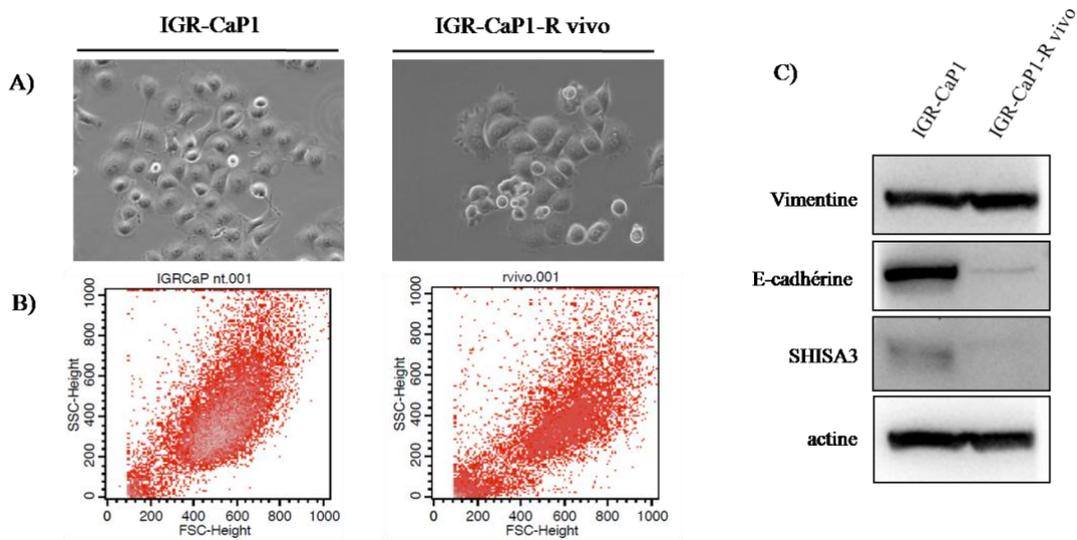 IGR-CaP1
IGR-CaP1-R vivo
A)
B)
IGRCaP nt.001
SSC-Height
1000
800
600
400
200
0
0 200 400 600 800 1000
FSC-Height
rvivo.001
SSC-Height
1000
800
600
400
200
0
0 200 400 600 800 1000
FSC-Height
C)
IGR-CaP1
IGR-CaP1-R vivo
Vimentine
E-cadhérine
SHISA3
actine